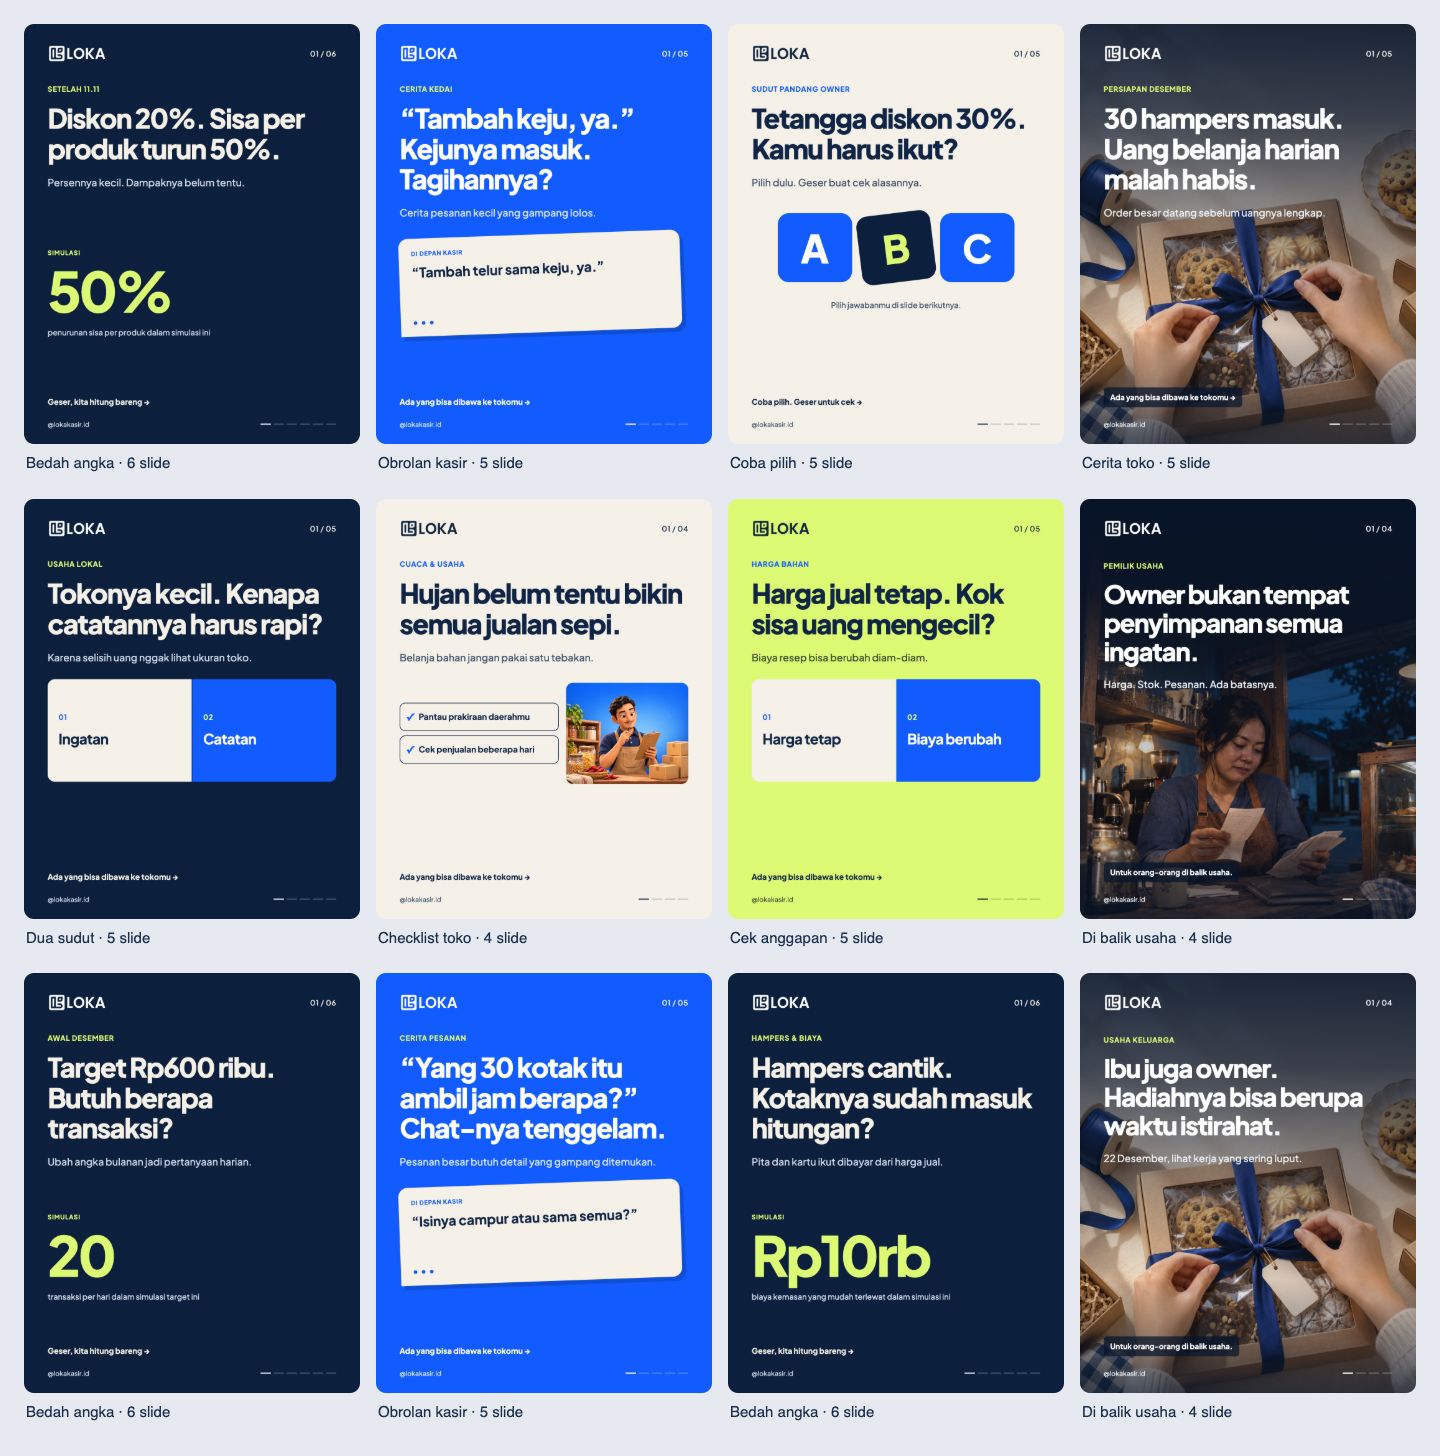 LOKA
01 / 06
SETELAH 11.11
Diskon 20%. Sisa per
produk turun 50%.
Persennya kecil. Dampaknya belum tentu.
SIMULASI
50%
penurunan sisa per produk dalam simulasi ini
Geser, kita hitung bareng →
@lokakasir.id
Bedah angka · 6 slide
LOKA
01 / 05
CERITA KEDAI
“Tambah keju, ya.”
Kejunya masuk.
Tagihannya?
Cerita pesanan kecil yang gampang lolos.
DI DEPAN KASIR
“Tambah telur sama keju, ya.”
Ada yang bisa dibawa ke tokomu →
@lokakasir.id
Obrolan kasir · 5 slide
LOKA
01 / 05
SUDUT PANDANG OWNER
Tetangga diskon 30%.
Kamu harus ikut?
Pilih dulu. Geser buat cek alasannya.
A B C
Pilih jawabanmu di slide berikutnya.
Coba pilih. Geser untuk cek →
@lokakasir.id
Coba pilih · 5 slide
LOKA
01 / 05
PERSIAPAN DESEMBER
30 hampers masuk.
Uang belanja harian
malah habis.
Order besar datang sebelum uangnya lengkap.
Ada yang bisa dibawa ke tokomu →
@lokakasir.id
Cerita toko · 5 slide
LOKA
01 / 05
USAHA LOKAL
Tokonya kecil. Kenapa
catatannya harus rapi?
Karena selisih uang nggak lihat ukuran toko.
01
Ingatan
02
Catatan
Ada yang bisa dibawa ke tokomu →
@lokakasir.id
Dua sudut · 5 slide
LOKA
01 / 04
CUACA & USAHA
Hujan belum tentu bikin
semua jualan sepi.
Belanja bahan jangan pakai satu tebakan.
✓ Pantau prakiraan daerahmu
✓ Cek penjualan beberapa hari
Ada yang bisa dibawa ke tokomu →
@lokakasir.id
Checklist toko · 4 slide
LOKA
01 / 05
HARGA BAHAN
Harga jual tetap. Kok
sisa uang mengecil?
Biaya resep bisa berubah diam-diam.
01
Harga tetap
02
Biaya berubah
Ada yang bisa dibawa ke tokomu →
@lokakasir.id
Cek anggapan · 5 slide
LOKA
01 / 04
PEMILIK USAHA
Owner bukan tempat
penyimpanan semua
ingatan.
Harga. Stok. Pesanan. Ada batasnya.
Untuk orang-orang di balik usaha.
@lokakasir.id
Di balik usaha · 4 slide
LOKA
01 / 06
AWAL DESEMBER
Target Rp600 ribu.
Butuh berapa
transaksi?
Ubah angka bulanan jadi pertanyaan harian.
SIMULASI
20
transaksi per hari dalam simulasi target ini
Geser, kita hitung bareng →
@lokakasir.id
Bedah angka · 6 slide
LOKA
01 / 05
CERITA PESANAN
“Yang 30 kotak itu
ambil jam berapa?”
Chat-nya tenggelam.
Pesanan besar butuh detail yang gampang ditemukan.
DI DEPAN KASIR
“Isinya campur atau sama semua?”
Ada yang bisa dibawa ke tokomu →
@lokakasir.id
Obrolan kasir · 5 slide
LOKA
01 / 06
HAMPERS & BIAYA
Hampers cantik.
Kotaknya sudah masuk
hitungan?
Pita dan kartu ikut dibayar dari harga jual.
SIMULASI
Rp10rb
biaya kemasan yang mudah terlewat dalam simulasi ini
Geser, kita hitung bareng →
@lokakasir.id
Bedah angka · 6 slide
LOKA
01 / 04
USAHA KELUARGA
Ibu juga owner.
Hadiahnya bisa berupa
waktu istirahat.
22 Desember, lihat kerja yang sering luput.
Untuk orang-orang di balik usaha.
@lokakasir.id
Di balik usaha · 4 slide